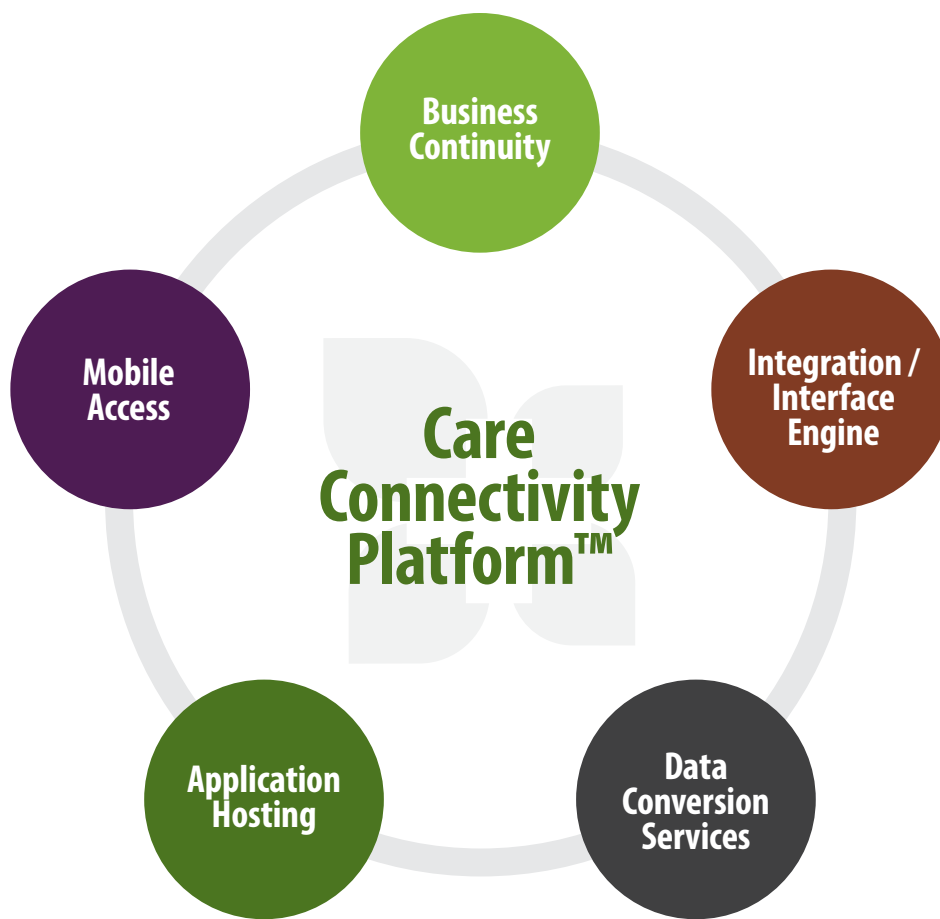 Business
Continuity
Mobile
Access
Integration /
Interface
Engine
Care
Connectivity
Platform™
Application
Hosting
Data
Conversion
Services